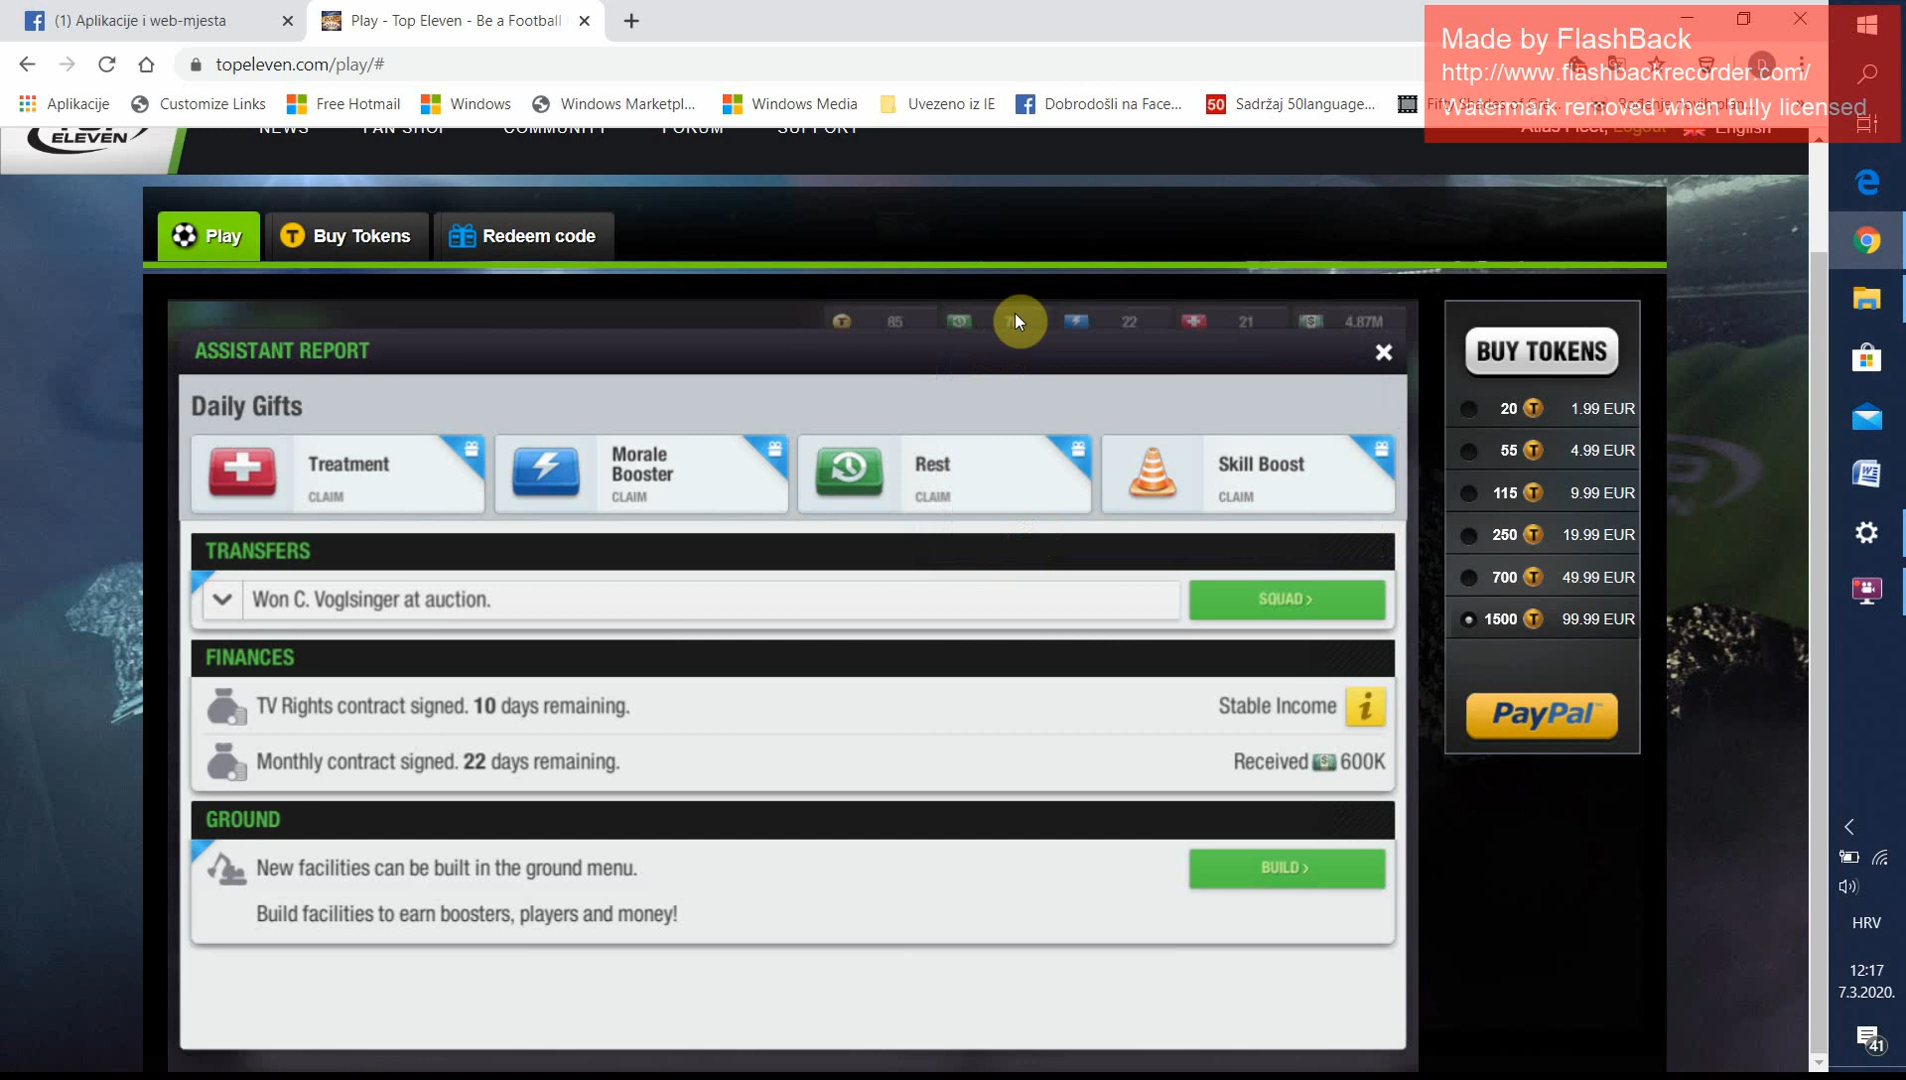 (1) Aplikacije i web-mjesta
Play - Top Eleven - Be a Football
Made by FlashBack
http://www.flashbackrecorder.com/
Watermark removed when fully licensed
topeleven.com/play/#
Aplikacije
Customize Links
Free Hotmail
Windows
Windows Marketpl...
Windows Media
Uvezeno iz IE
Dobrodošli na Face...
50
Sadržaj 50language...
ELEVEN
NEWS
FAN SHOP
COMMUNITY
FORUM
SUPPORT
Atlas Fleet, Logout
English
Play
Buy Tokens
Redeem code
85
22
21
4.87M
ASSISTANT REPORT
Daily Gifts
Treatment
CLAIM
Morale
Booster
CLAIM
Rest
CLAIM
Skill Boost
CLAIM
TRANSFERS
Won C. Voglsinger at auction.
SQUAD >
FINANCES
TV Rights contract signed. 10 days remaining.
Stable Income
Monthly contract signed. 22 days remaining.
Received 600K
GROUND
New facilities can be built in the ground menu.
BUILD >
Build facilities to earn boosters, players and money!
BUY TOKENS
20 T 1.99 EUR
55 T 4.99 EUR
115 T 9.99 EUR
250 T 19.99 EUR
700 T 49.99 EUR
1500 T 99.99 EUR
PayPal™
HRV
12:17
7.3.2020.
41